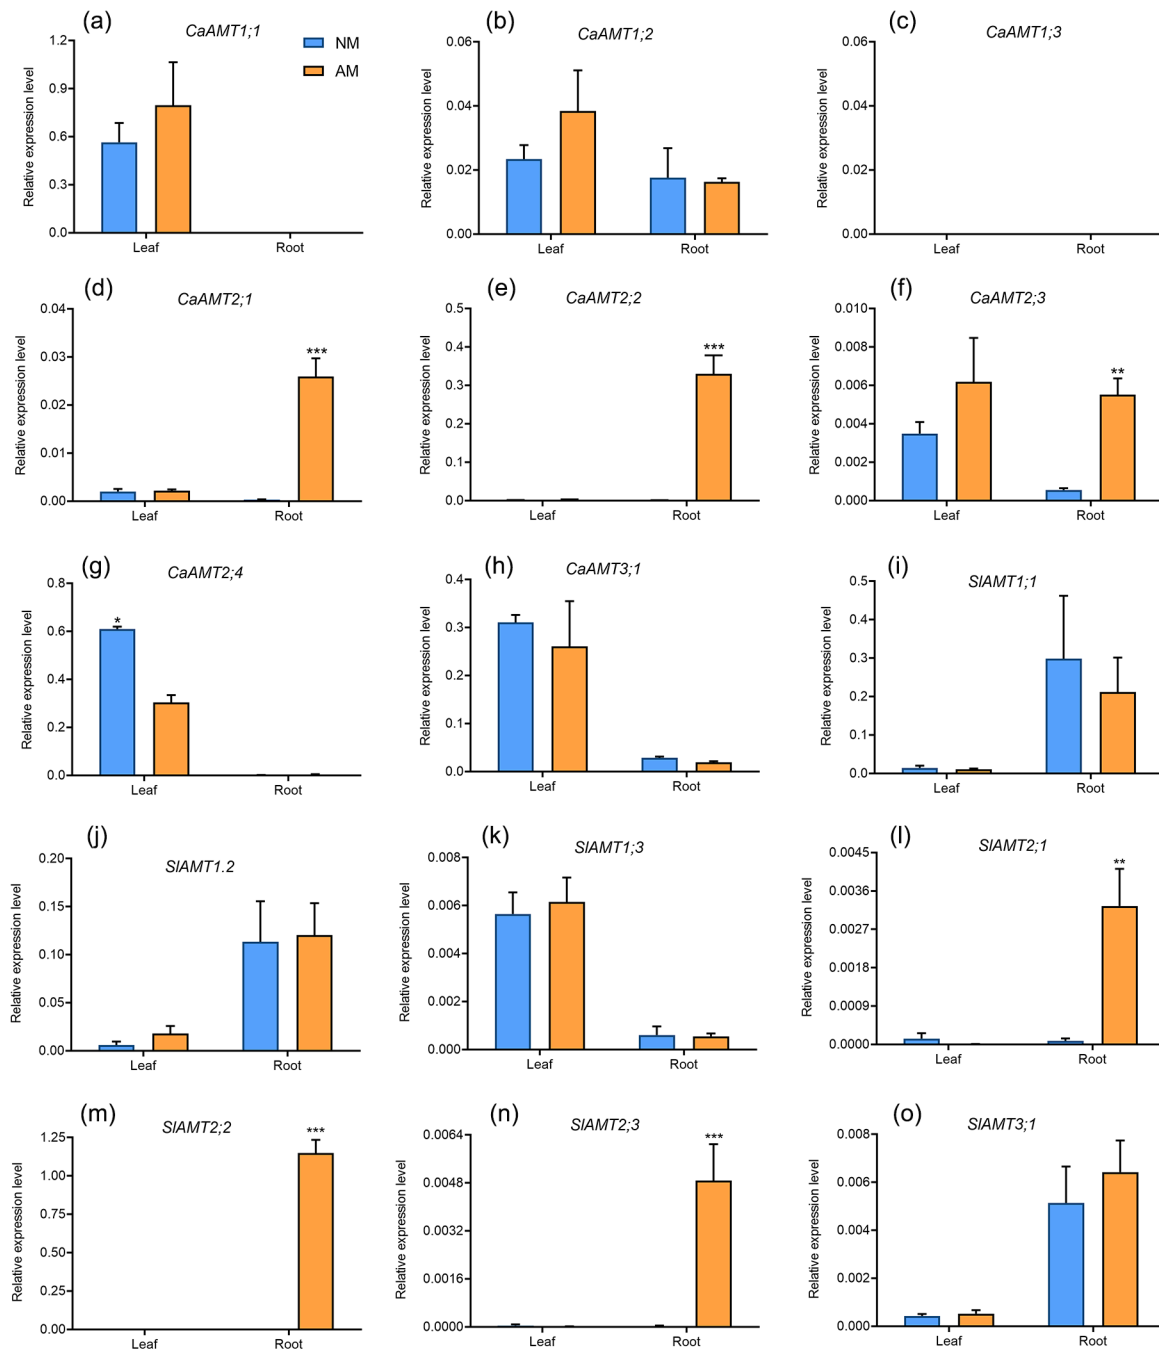 (a)
CaAMT1;1
NM
AM
Relative expression level
1.2
0.9
0.6
0.3
0.0
Leaf
Root
(b)
CaAMT1;2
Relative expression level
0.06
0.04
0.02
0.00
Leaf
Root
(c)
CaAMT1;3
Relative expression level
0.06
0.04
0.02
0.00
Leaf
Root
(d)
CaAMT2;1
Relative expression level
0.04
0.03
0.02
0.01
0.00
***
Leaf
Root
(e)
CaAMT2;2
Relative expression level
0.5
0.4
0.3
0.2
0.1
0.0
***
Leaf
Root
(f)
CaAMT2;3
Relative expression level
0.010
0.008
0.006
0.004
0.002
0.000
**
Leaf
Root
(g)
CaAMT2;4
Relative expression level
0.8
0.6
0.4
0.2
0.0
*
Leaf
Root
(h)
CaAMT3;1
Relative expression level
0.4
0.3
0.2
0.1
0.0
Leaf
Root
(i)
SlAMT1;1
Relative expression level
0.5
0.4
0.3
0.2
0.1
0.0
Leaf
Root
(j)
SlAMT1.2
Relative expression level
0.20
0.15
0.10
0.05
0.00
Leaf
Root
(k)
SlAMT1;3
Relative expression level
0.008
0.006
0.004
0.002
0.000
Leaf
Root
(l)
SlAMT2;1
Relative expression level
0.0045
0.0036
0.0027
0.0018
0.0009
0.0000
**
Leaf
Root
(m)
SlAMT2;2
Relative expression level
1.25
1.00
0.75
0.50
0.25
0.00
***
Leaf
Root
(n)
SlAMT2;3
Relative expression level
0.0064
0.0048
0.0032
0.0016
0.0000
***
Leaf
Root
(o)
SlAMT3;1
Relative expression level
0.008
0.006
0.004
0.002
0.000
Leaf
Root